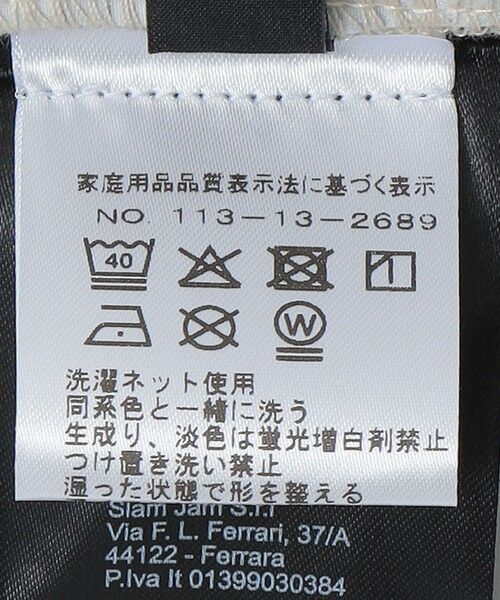 家庭用品品質表示法に基づく表示
NO. 113-13-2689
40
W
洗濯ネット使用
同系色と一緒に洗う
生成り、淡色は蛍光増白剤禁止
つけ置き洗い禁止
湿った状態で形を整える
Slam Jam S.r.l
Via F. L. Ferrari, 37/A
44122 - Ferrara
P.Iva It 01399030384